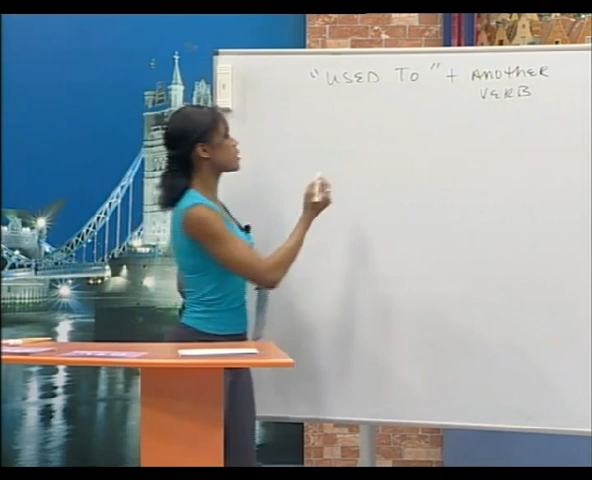 "USED TO" + ANOTHER
VERB